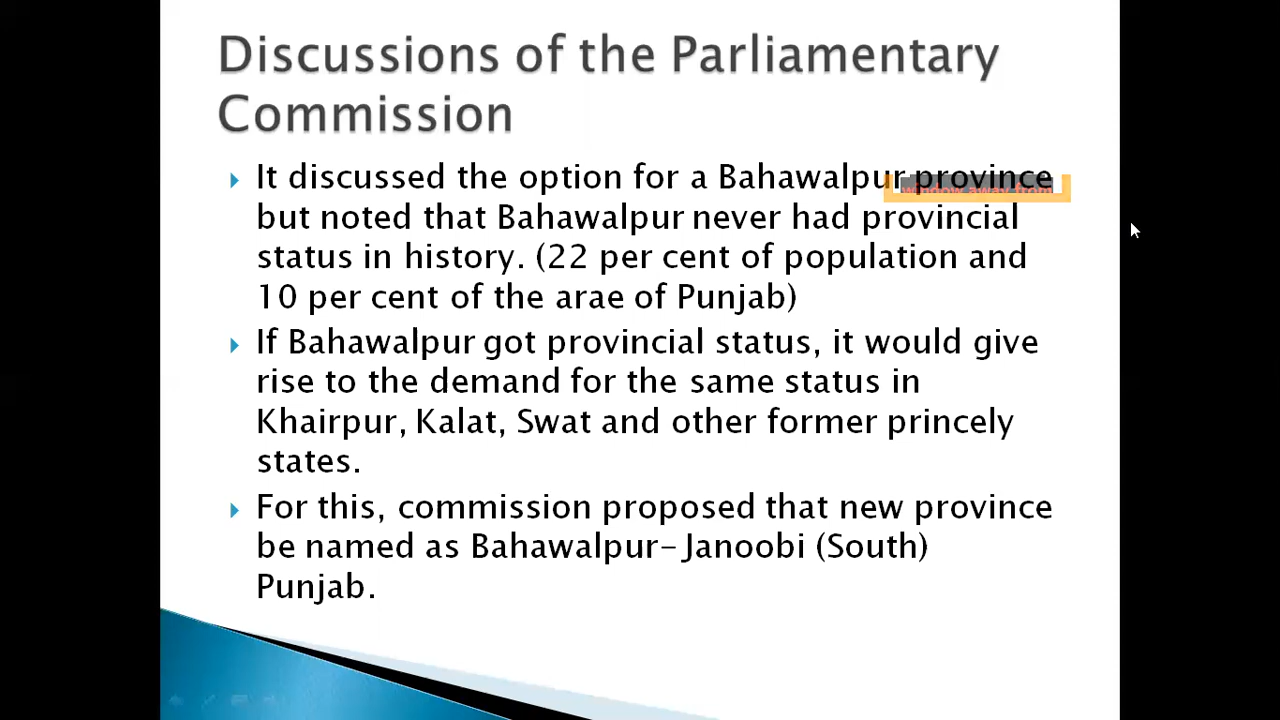 Discussions of the Parliamentary
Commission
It discussed the option for a Bahawalpur province
window away from
but noted that Bahawalpur never had provincial
status in history. (22 per cent of population and
10 per cent of the arae of Punjab)
If Bahawalpur got provincial status, it would give
rise to the demand for the same status in
Khairpur, Kalat, Swat and other former princely
states.
For this, commission proposed that new province
be named as Bahawalpur-Janoobi (South)
Punjab.